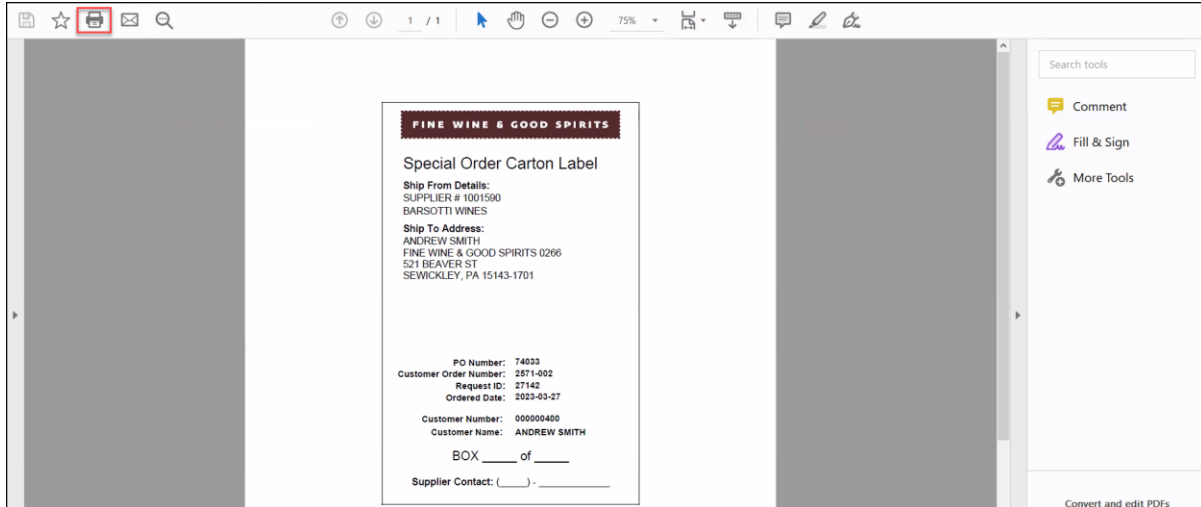 1 / 1
75%
Search tools
Comment
Fill & Sign
More Tools
FINE WINE & GOOD SPIRITS
Special Order Carton Label
Ship From Details:
SUPPLIER # 1001590
BARSOTTI WINES
Ship To Address:
ANDREW SMITH
FINE WINE & GOOD SPIRITS 0266
521 BEAVER ST
SEWICKLEY, PA 15143-1701
PO Number: 74033
Customer Order Number: 2571-002
Request ID: 27142
Ordered Date: 2023-03-27
Customer Number: 000000400
Customer Name: ANDREW SMITH
BOX _____ of _____
Supplier Contact: (_____) - ____________
Convert and edit PDFs